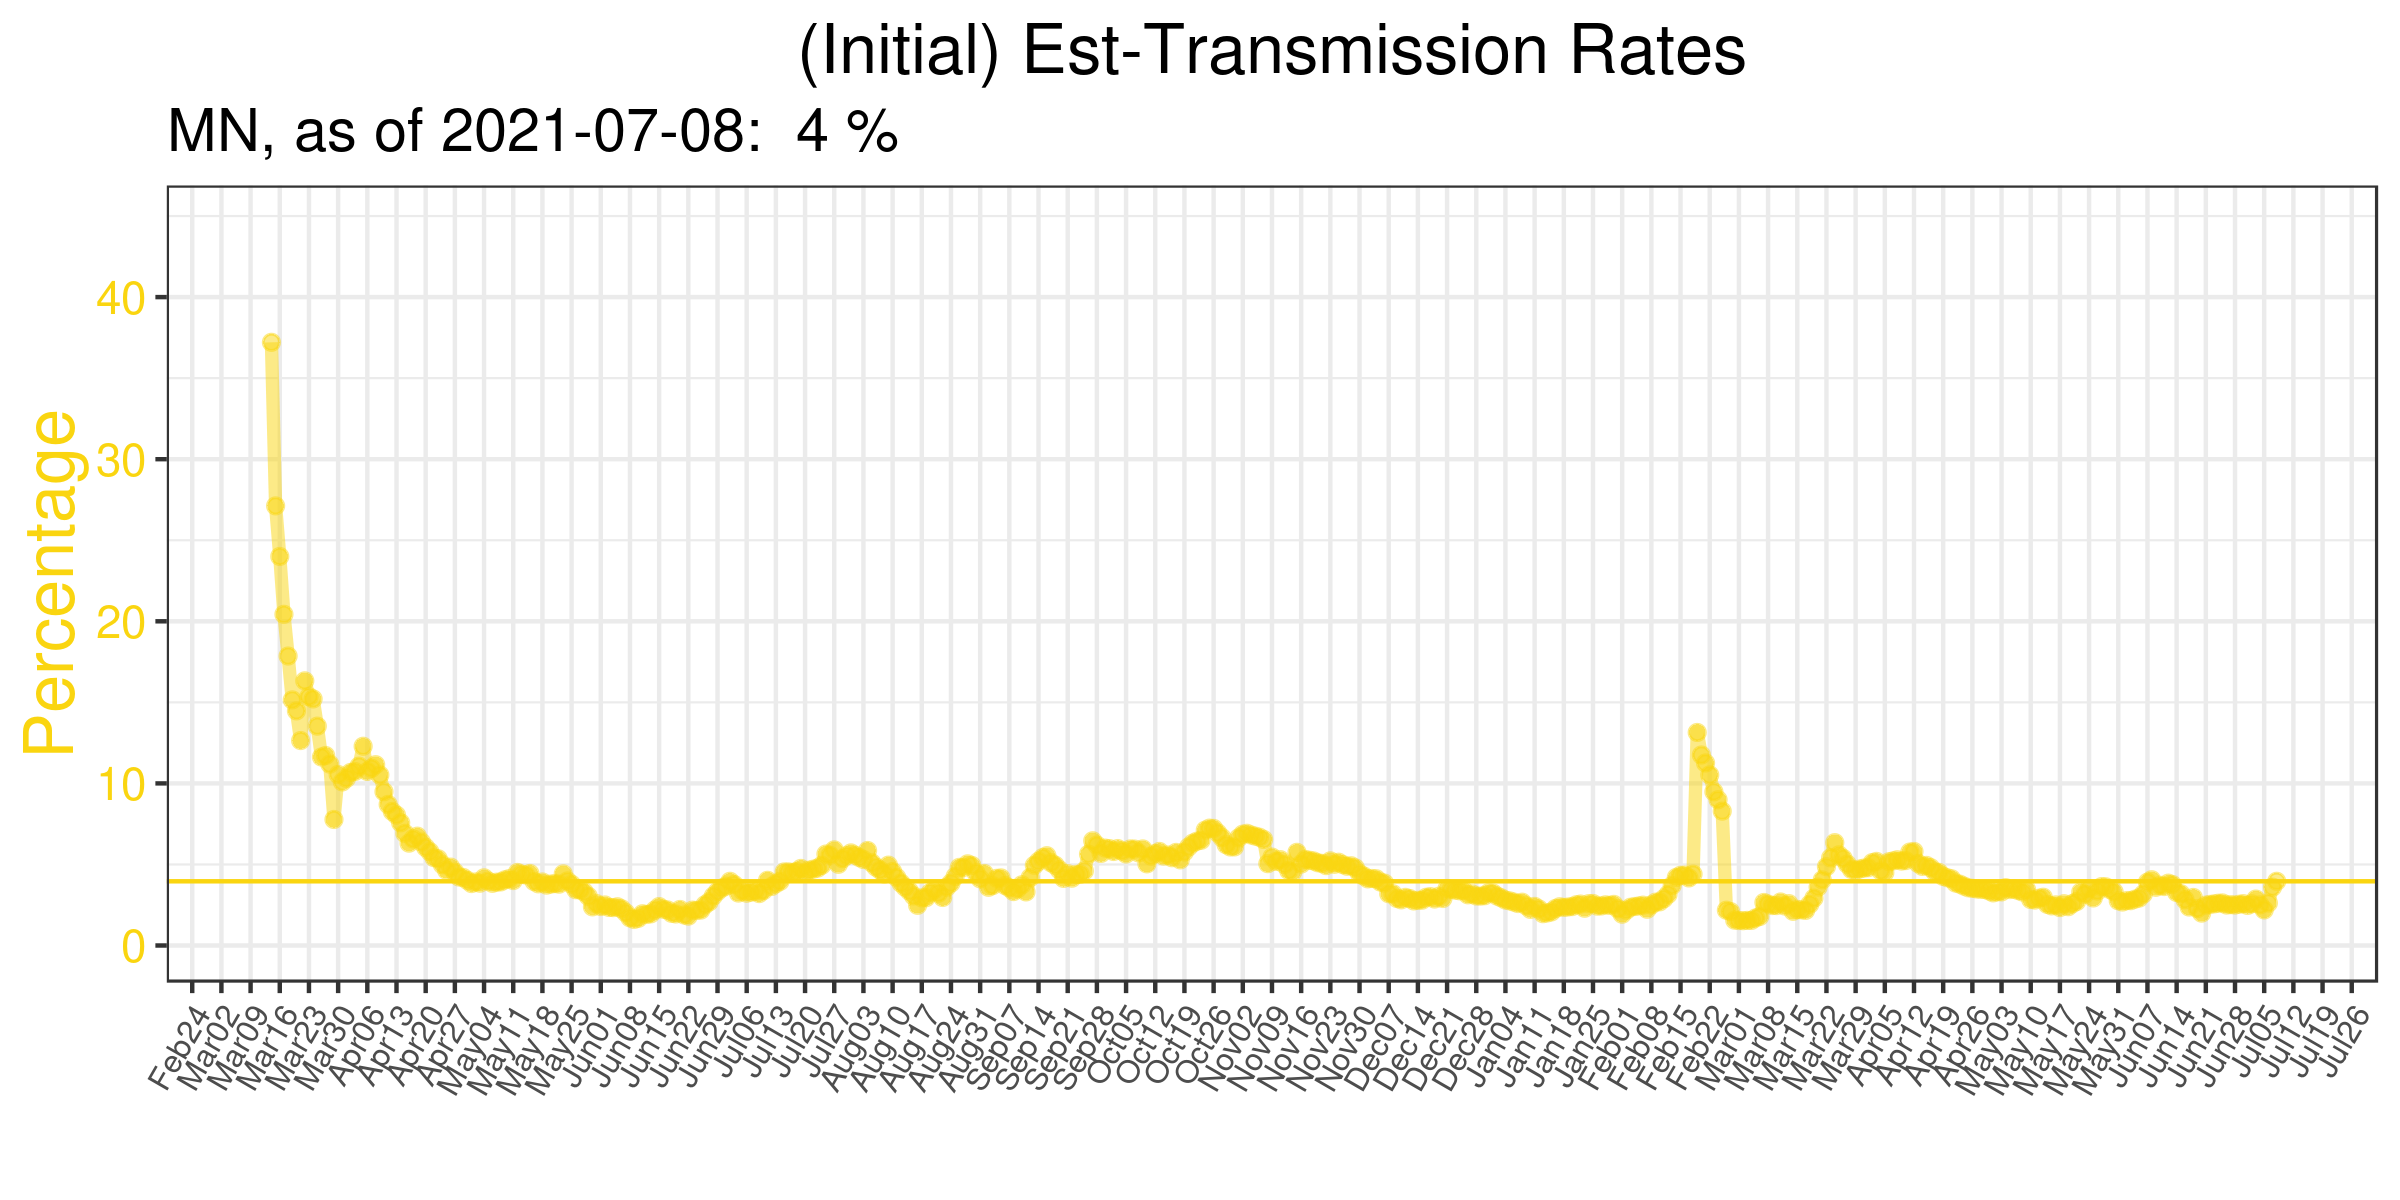 (Initial) Est-Transmission Rates
MN, as of 2021-07-08:  4 %
Percentage
40
30
20
10
0
Feb24
Mar02
Mar09
Mar16
Mar23
Mar30
Apr06
Apr13
Apr20
Apr27
May04
May11
May18
May25
Jun01
Jun08
Jun15
Jun22
Jun29
Jul06
Jul13
Jul20
Jul27
Aug03
Aug10
Aug17
Aug24
Aug31
Sep07
Sep14
Sep21
Sep28
Oct05
Oct12
Oct19
Oct26
Nov02
Nov09
Nov16
Nov23
Nov30
Dec07
Dec14
Dec21
Dec28
Jan04
Jan11
Jan18
Jan25
Feb01
Feb08
Feb15
Feb22
Mar01
Mar08
Mar15
Mar22
Mar29
Apr05
Apr12
Apr19
Apr26
May03
May10
May17
May24
May31
Jun07
Jun14
Jun21
Jun28
Jul05
Jul12
Jul19
Jul26